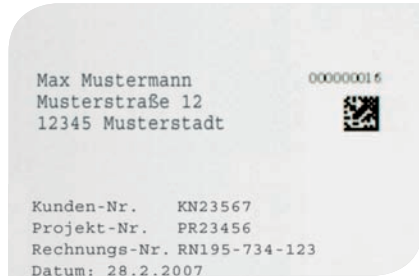 Max Mustermann
000000016
Musterstraße 12
12345 Musterstadt
Kunden-Nr. KN23567
Projekt-Nr. PR23456
Rechnungs-Nr. RN195-734-123
Datum: 28.2.2007